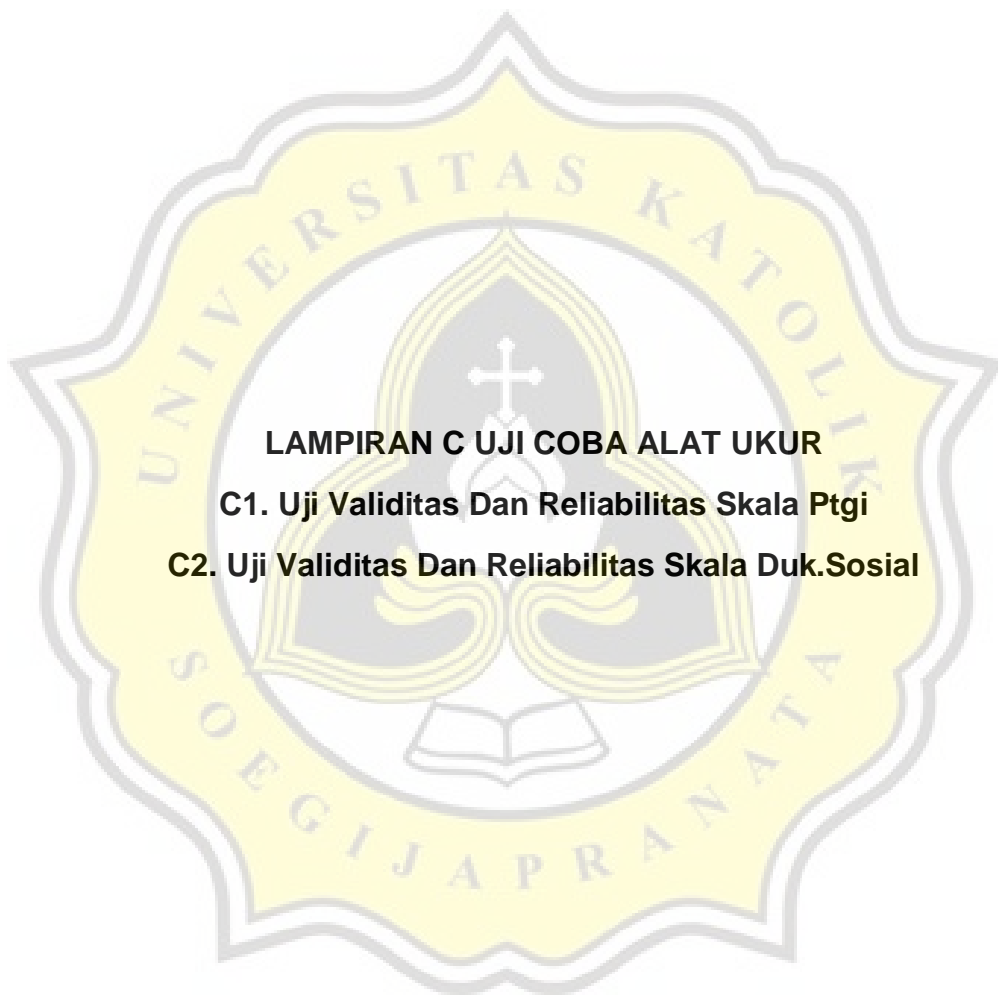 UNIVERSITAS KATOLIK
LAMPIRAN C UJI COBA ALAT UKUR
C1. Uji Validitas Dan Reliabilitas Skala Ptgi
C2. Uji Validitas Dan Reliabilitas Skala Duk.Sosial
SOEGIJAPRANATA